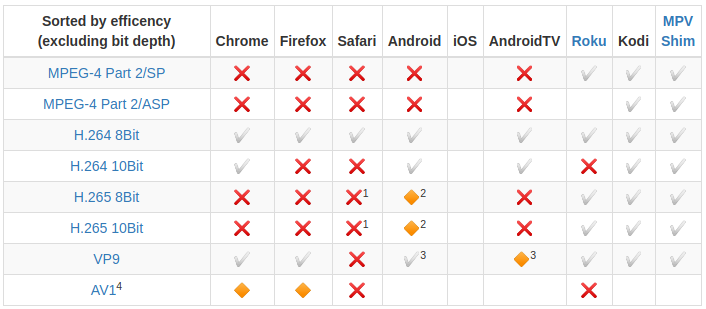 Sorted by efficency
(excluding bit depth) Chrome Firefox Safari Android iOS AndroidTV Roku Kodi MPV Shim
MPEG-4 Part 2/SP ❌ ❌ ❌ ❌ ❌ ✔ ✔ ✔
MPEG-4 Part 2/ASP ❌ ❌ ❌ ❌ ❌ ✔ ✔
H.264 8Bit ✔ ✔ ✔ ✔ ✔ ✔ ✔ ✔
H.264 10Bit ✔ ❌ ❌ ✔ ✔ ❌ ✔ ✔
H.265 8Bit ❌ ❌ ❌1 🔶2 ❌ ✔ ✔ ✔
H.265 10Bit ❌ ❌ ❌1 🔶2 ❌ ✔ ✔ ✔
VP9 ✔ ✔ ❌ ✔3 🔶3 ✔ ✔ ✔
AV14 🔶 🔶 ❌ ❌